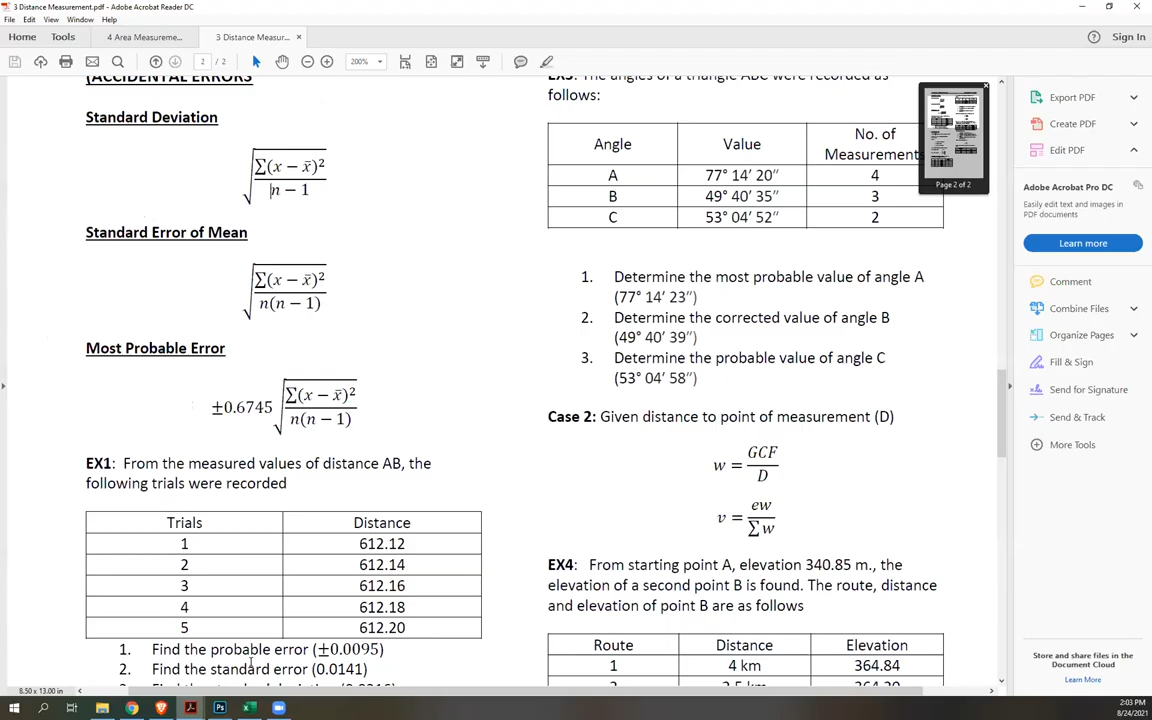 3 Distance Measurement.pdf - Adobe Acrobat Reader DC
File Edit View Window Help
Home Tools 4 Area Measureme... 3 Distance Measur... ×
? Sign In
2 / 2 200%
(ACCIDENTAL ERRORS
Standard Deviation
√ ∑(x − x̄)²
n − 1
Standard Error of Mean
√ ∑(x − x̄)²
n(n − 1)
Most Probable Error
±0.6745 √ ∑(x − x̄)²
n(n − 1)
EX1: From the measured values of distance AB, the
following trials were recorded
Trials Distance
1 612.12
2 612.14
3 612.16
4 612.18
5 612.20
1. Find the probable error (±0.0095)
2. Find the standard error (0.0141)
EX3: The angles of a triangle ABC were recorded as
follows:
Angle Value No. of
Measurements
A 77° 14’ 20” 4
B 49° 40’ 35” 3
C 53° 04’ 52” 2
1. Determine the most probable value of angle A
(77° 14’ 23”)
2. Determine the corrected value of angle B
(49° 40’ 39”)
3. Determine the probable value of angle C
(53° 04’ 58”)
Case 2: Given distance to point of measurement (D)
w = GCF
D
v = ew
∑ w
EX4: From starting point A, elevation 340.85 m., the
elevation of a second point B is found. The route, distance
and elevation of point B are as follows
Route Distance Elevation
1 4 km 364.84
Page 2 of 2
Export PDF
Create PDF
Edit PDF
Adobe Acrobat Pro DC
Easily edit text and images in
PDF documents
Learn more
Comment
Combine Files
Organize Pages
Fill & Sign
Send for Signature
Send & Track
More Tools
Store and share files in the
Document Cloud
Learn More
8.50 x 13.00 in
2:03 PM
8/24/2021